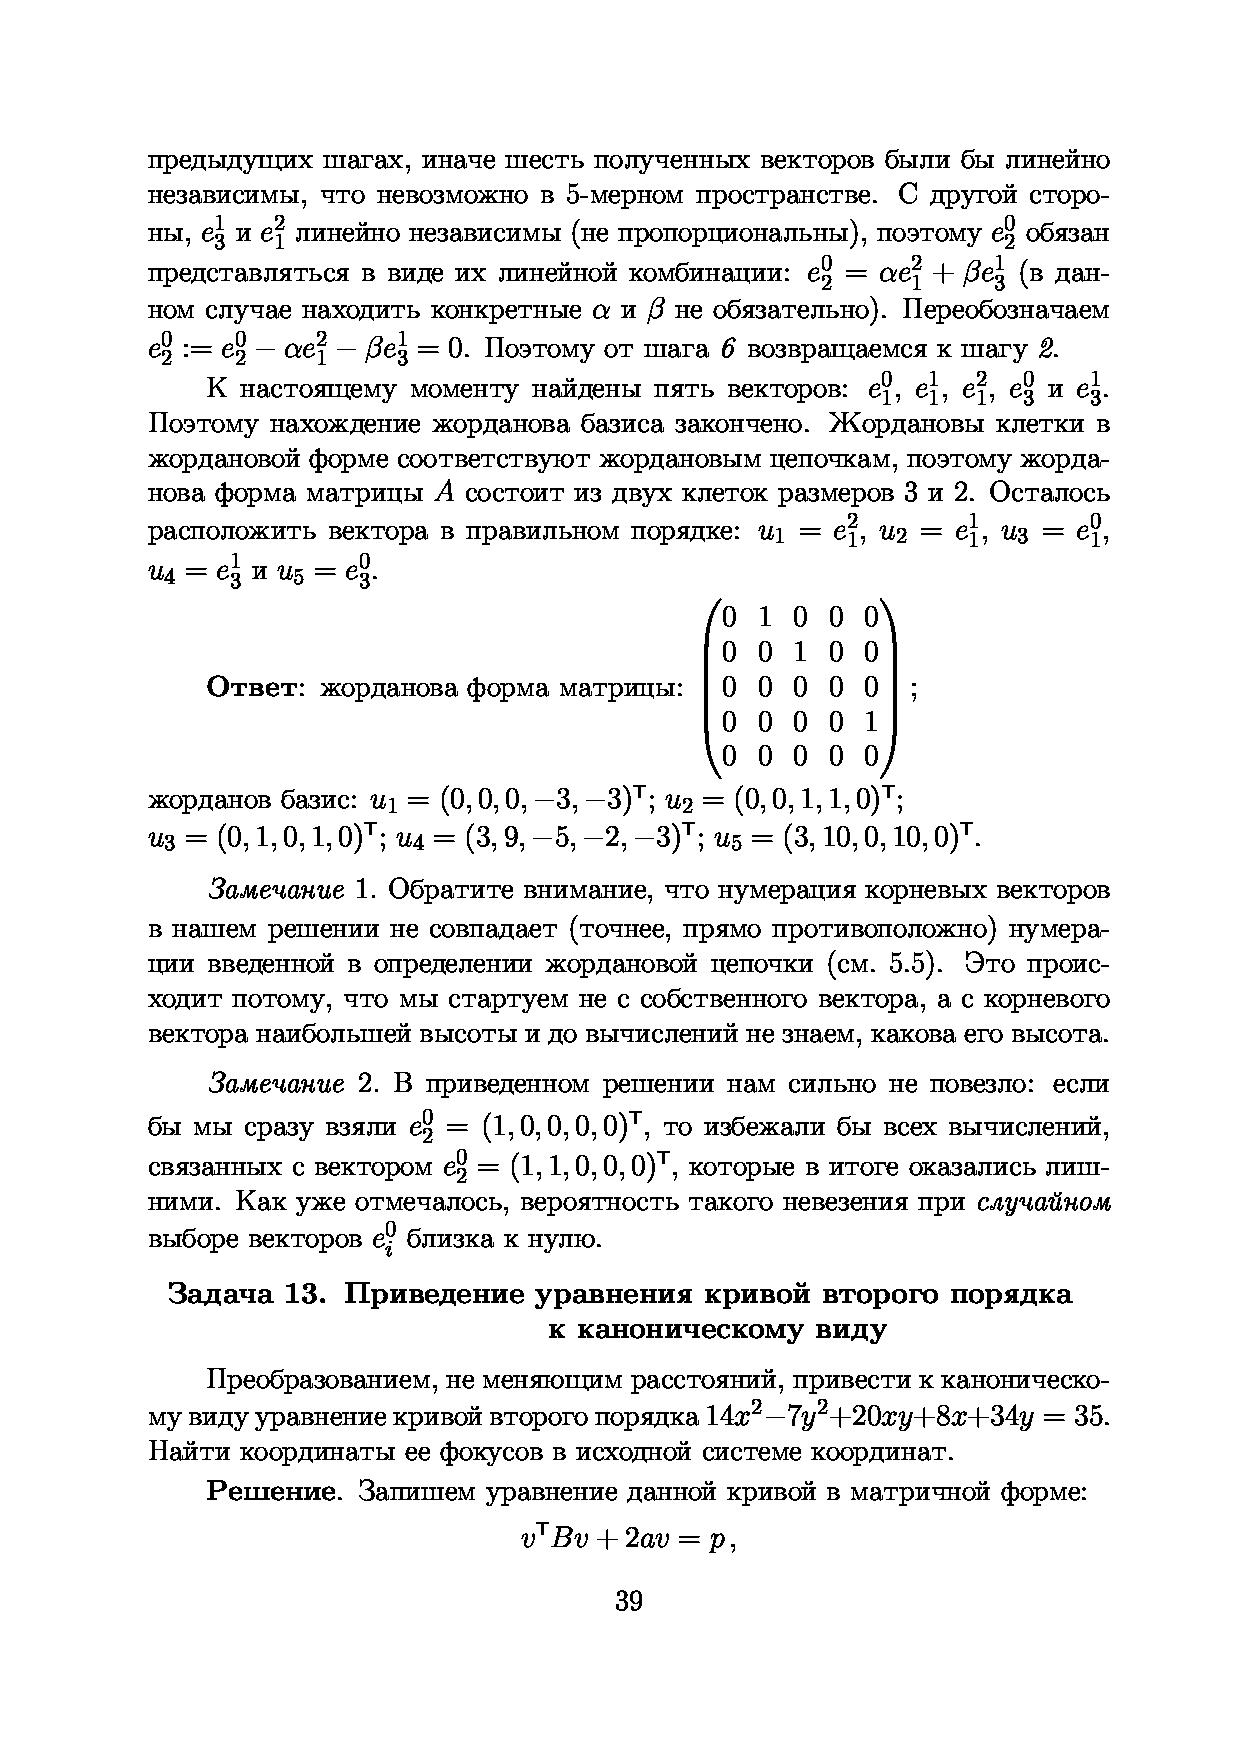 предыдущих шагах, иначе шесть полученных векторов были бы линейно
независимы, что невозможно в 5-мерном пространстве. С другой сторо-
ны, $e_3^1$ и $e_1^2$ линейно независимы (не пропорциональны), поэтому $e_2^0$ обязан
представляться в виде их линейной комбинации: $e_2^0 = \alpha e_1^2 + \beta e_3^1$ (в дан-
ном случае находить конкретные $\alpha$ и $\beta$ не обязательно). Переобозначаем
$e_2^0 := e_2^0 - \alpha e_1^2 - \beta e_3^1 = 0$. Поэтому от шага 6 возвращаемся к шагу 2.
К настоящему моменту найдены пять векторов: $e_1^0$, $e_1^1$, $e_1^2$, $e_3^0$ и $e_3^1$.
Поэтому нахождение жорданова базиса закончено. Жордановы клетки в
жордановой форме соответствуют жордановым цепочкам, поэтому жорда-
нова форма матрицы $A$ состоит из двух клеток размеров 3 и 2. Осталось
расположить вектора в правильном порядке: $u_1 = e_1^2$, $u_2 = e_1^1$, $u_3 = e_1^0$,
$u_4 = e_3^1$ и $u_5 = e_3^0$.
Ответ: жорданова форма матрицы: $\begin{pmatrix} 0 & 1 & 0 & 0 & 0 \\ 0 & 0 & 1 & 0 & 0 \\ 0 & 0 & 0 & 0 & 0 \\ 0 & 0 & 0 & 0 & 1 \\ 0 & 0 & 0 & 0 & 0 \end{pmatrix}$;
жорданов базис: $u_1 = (0, 0, 0, -3, -3)^\mathsf{T}$; $u_2 = (0, 0, 1, 1, 0)^\mathsf{T}$;
$u_3 = (0, 1, 0, 1, 0)^\mathsf{T}$; $u_4 = (3, 9, -5, -2, -3)^\mathsf{T}$; $u_5 = (3, 10, 0, 10, 0)^\mathsf{T}$.
Замечание 1. Обратите внимание, что нумерация корневых векторов
в нашем решении не совпадает (точнее, прямо противоположно) нумера-
ции введенной в определении жордановой цепочки (см. 5.5). Это проис-
ходит потому, что мы стартуем не с собственного вектора, а с корневого
вектора наибольшей высоты и до вычислений не знаем, какова его высота.
Замечание 2. В приведенном решении нам сильно не повезло: если
бы мы сразу взяли $e_2^0 = (1, 0, 0, 0, 0)^\mathsf{T}$, то избежали бы всех вычислений,
связанных с вектором $e_2^0 = (1, 1, 0, 0, 0)^\mathsf{T}$, которые в итоге оказались лиш-
ними. Как уже отмечалось, вероятность такого невезения при случайном
выборе векторов $e_i^0$ близка к нулю.
Задача 13. Приведение уравнения кривой второго порядка
к каноническому виду
Преобразованием, не меняющим расстояний, привести к каноническо-
му виду уравнение кривой второго порядка $14x^2-7y^2+20xy+8x+34y = 35$.
Найти координаты ее фокусов в исходной системе координат.
Решение. Запишем уравнение данной кривой в матричной форме:
$v^\mathsf{T} B v + 2av = p$,
39